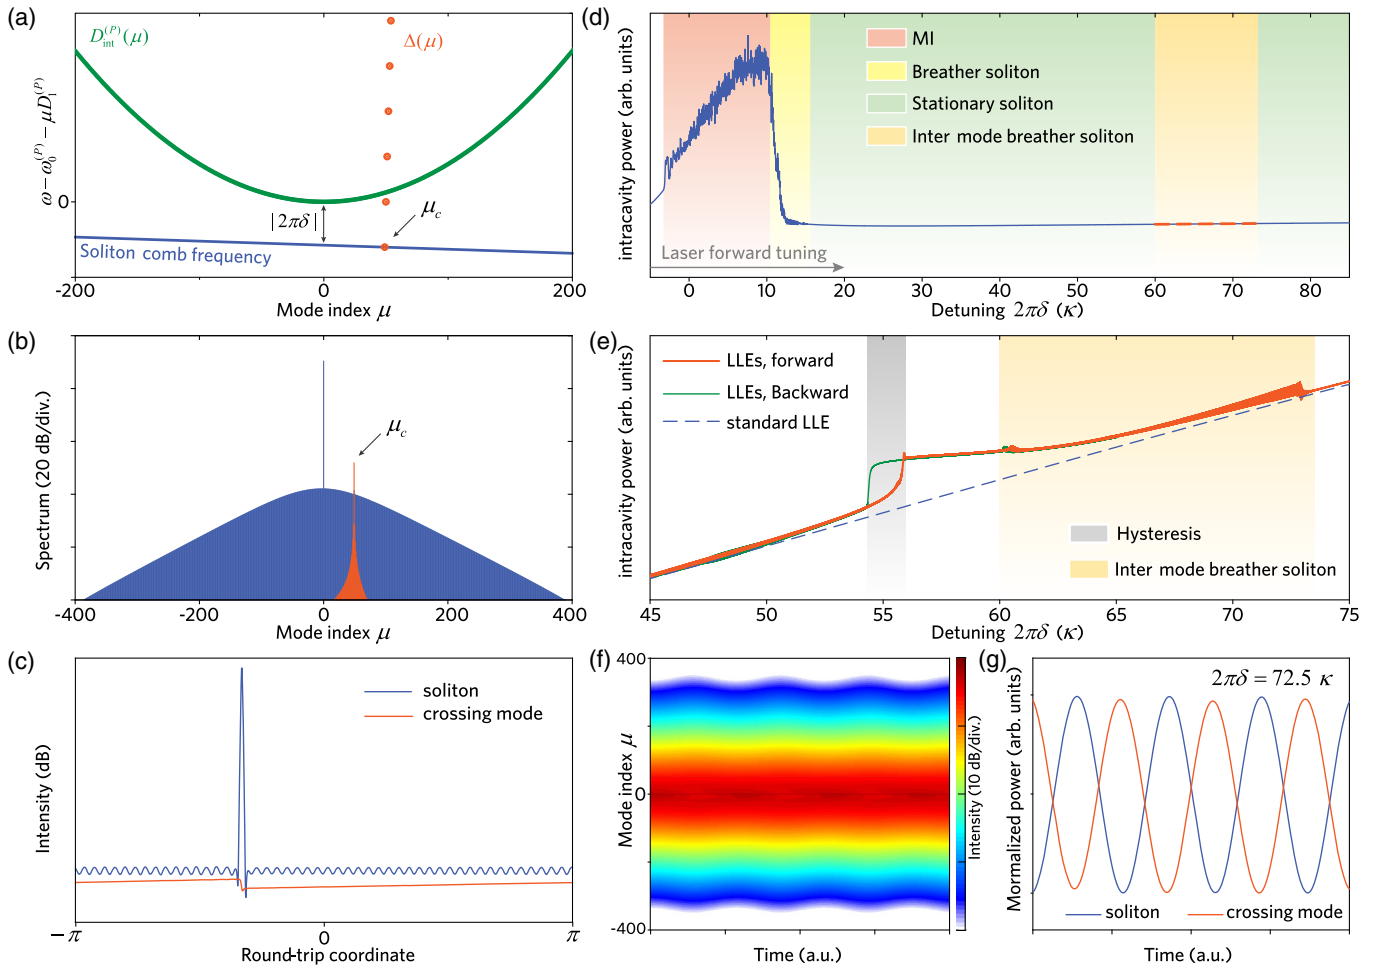 (a)
D_int^(P)(μ)
Δ(μ)
ω − ω_0^(P) − μD_1^(P)
0
|2πδ|
μ_c
Soliton comb frequency
-200
0
200
Mode index μ
(b)
Spectrum (20 dB/div.)
μ_c
-400
-200
0
200
400
Mode index μ
(c)
Intensity (dB)
soliton
crossing mode
−π
0
π
Round-trip coordinate
(d)
intracavity power (arb. units)
MI
Breather soliton
Stationary soliton
Inter mode breather soliton
Laser forward tuning
0
10
20
30
40
50
60
70
80
Detuning 2πδ (κ)
(e)
intracavity power (arb. units)
LLEs, forward
LLEs, Backward
standard LLE
Hysteresis
Inter mode breather soliton
45
50
55
60
65
70
75
Detuning 2πδ (κ)
(f)
400
0
-400
Mode index μ
Time (a.u.)
Intensity (10 dB/div.)
(g)
Mormalized power (arb. units)
2πδ = 72.5 κ
soliton
crossing mode
Time (a.u.)